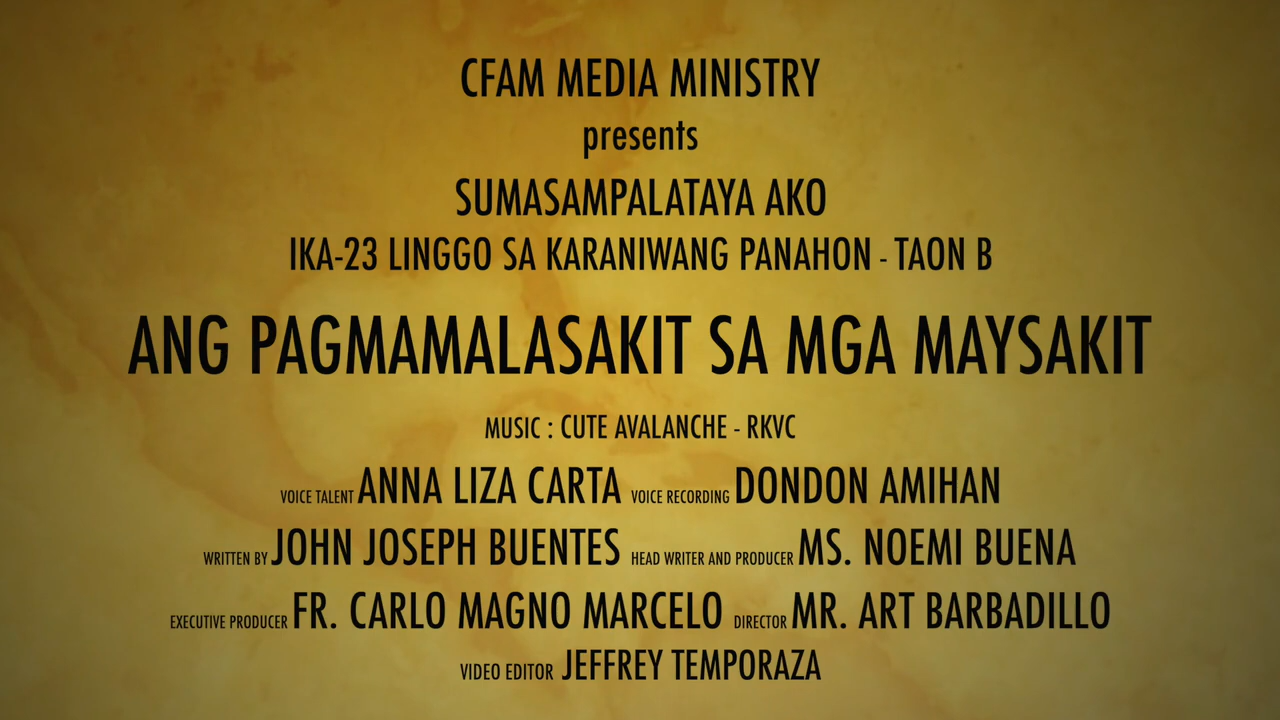 CFAM MEDIA MINISTRY
presents
SUMASAMPALATAYA AKO
IKA-23 LINGGO SA KARANIWANG PANAHON - TAON B
ANG PAGMAMALASAKIT SA MGA MAYSAKIT
MUSIC : CUTE AVALANCHE - RKVC
VOICE TALENT ANNA LIZA CARTA VOICE RECORDING DONDON AMIHAN
WRITTEN BY JOHN JOSEPH BUENTES HEAD WRITER AND PRODUCER MS. NOEMI BUENA
EXECUTIVE PRODUCER FR. CARLO MAGNO MARCELO DIRECTOR MR. ART BARBADILLO
VIDEO EDITOR JEFFREY TEMPORAZA